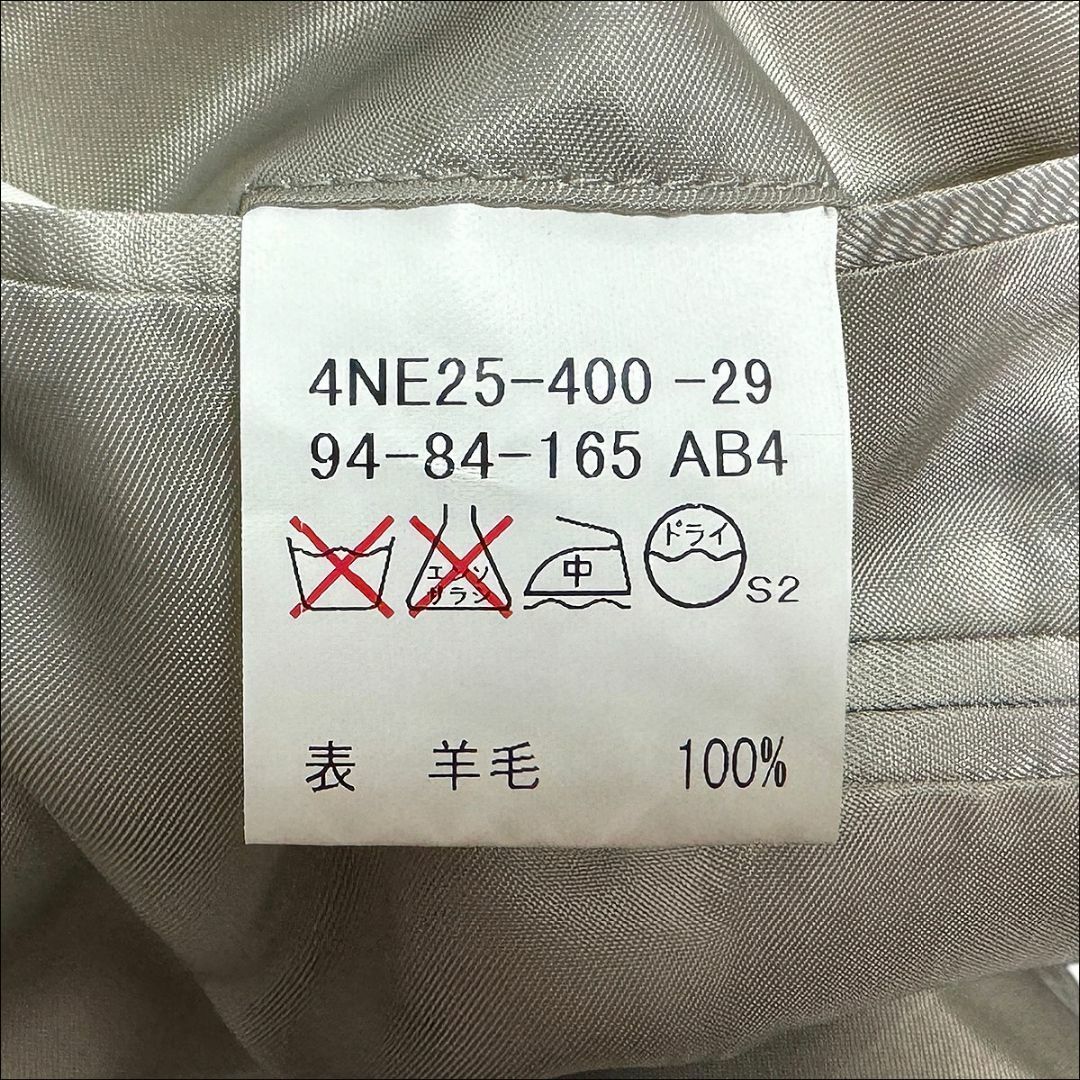 4NE25-400 -29
94-84-165 AB4
エンソ
サラシ
中
ドライ
S2
表 羊毛 100%